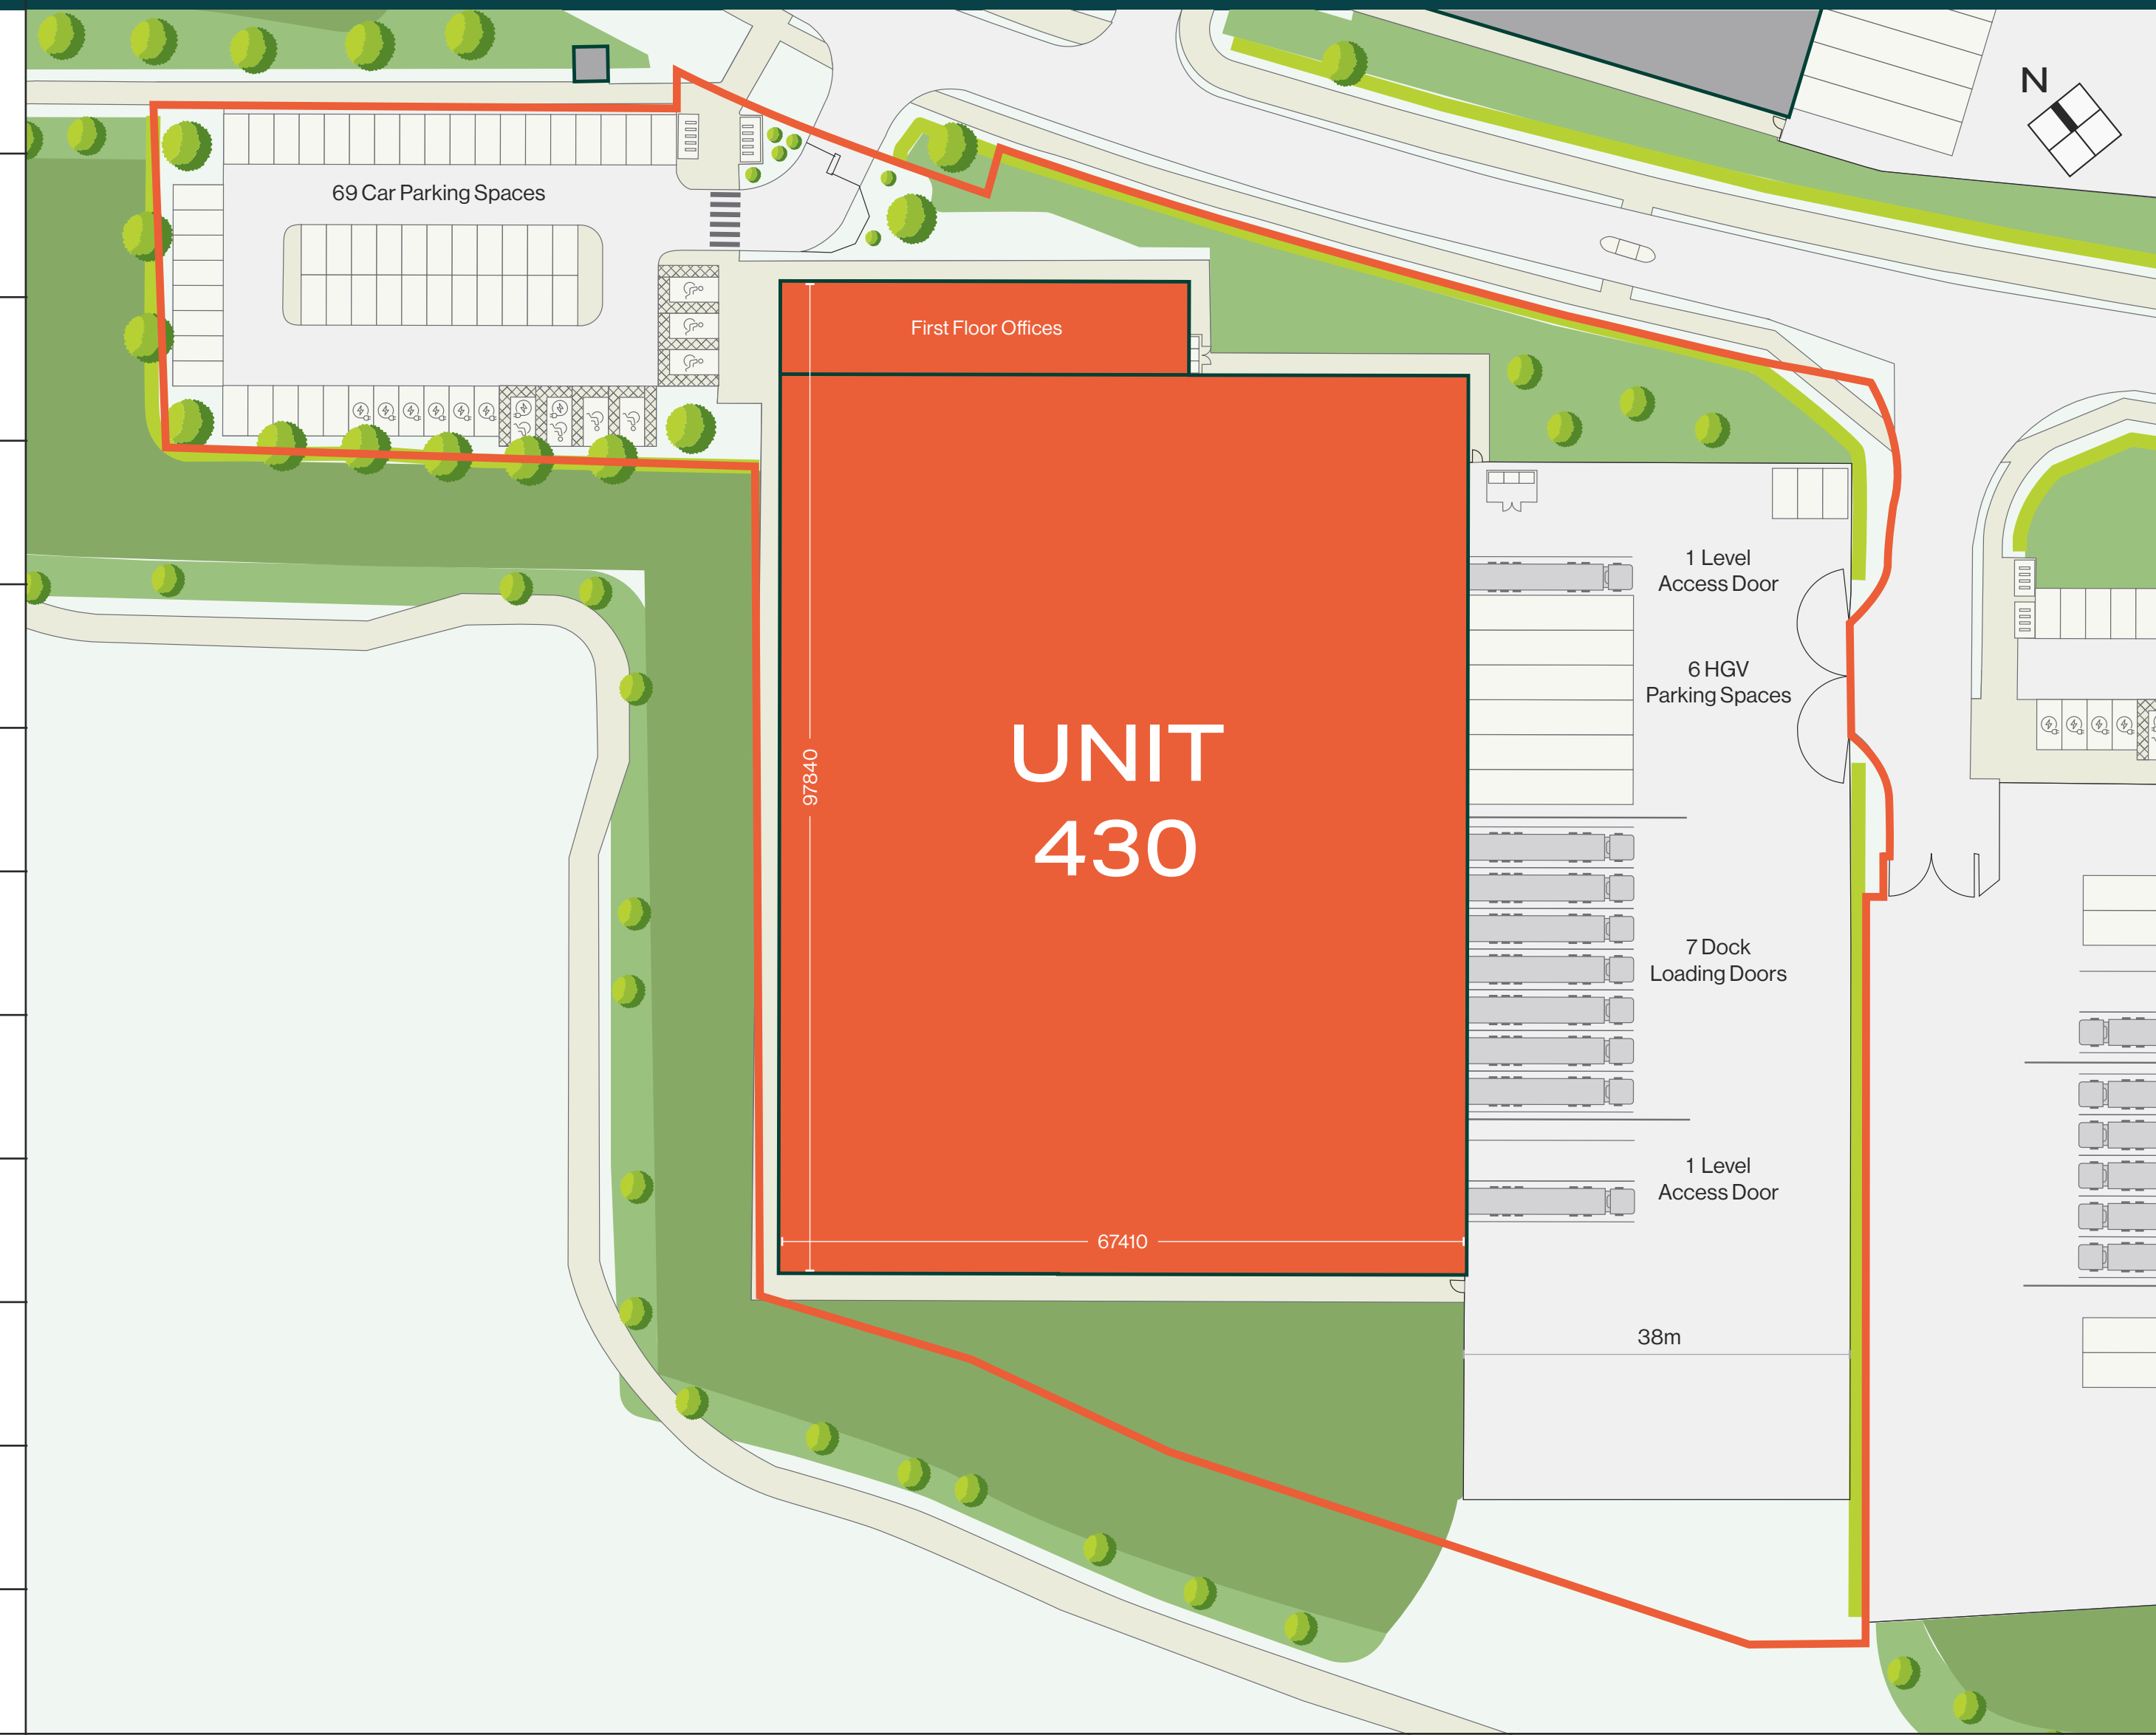 N
69 Car Parking Spaces
First Floor Offices
1 Level
Access Door
6 HGV
Parking Spaces
UNIT
430
97840
7 Dock
Loading Doors
1 Level
Access Door
67410
38m